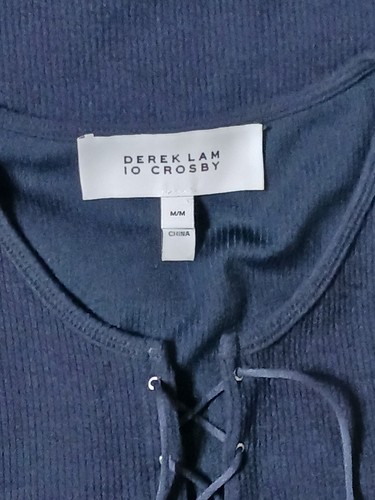 DEREK LAM
10 CROSBY
M/M
CHINA